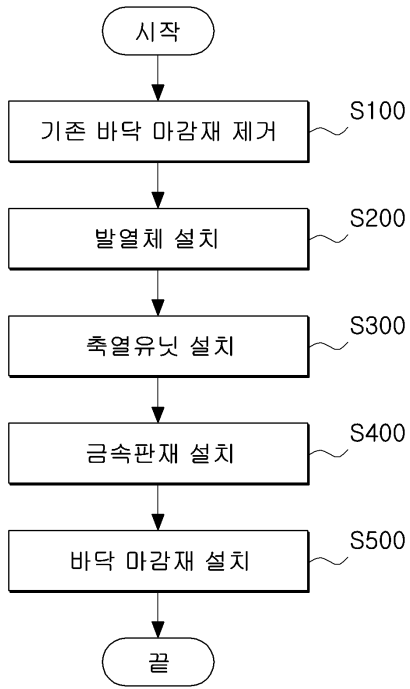 시작
기존 바닥 마감재 제거
S100
발열체 설치
S200
축열유닛 설치
S300
금속판재 설치
S400
바닥 마감재 설치
S500
끝